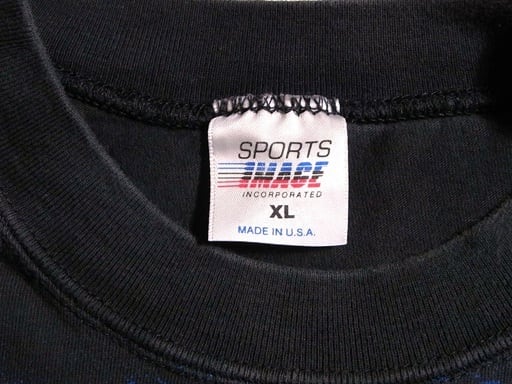 SPORTS
IMAGE
INCORPORATED
XL
MADE IN U.S.A.